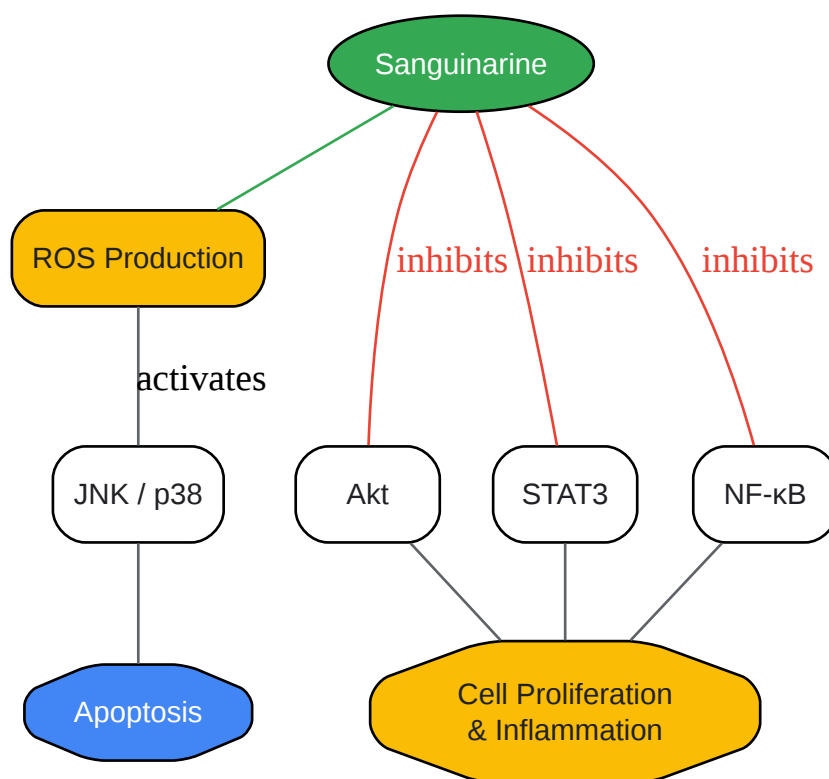 Sanguinarine
ROS Production
inhibits
inhibits
inhibits
activates
JNK / p38
Akt
STAT3
NF-κB
Apoptosis
Cell Proliferation
& Inflammation